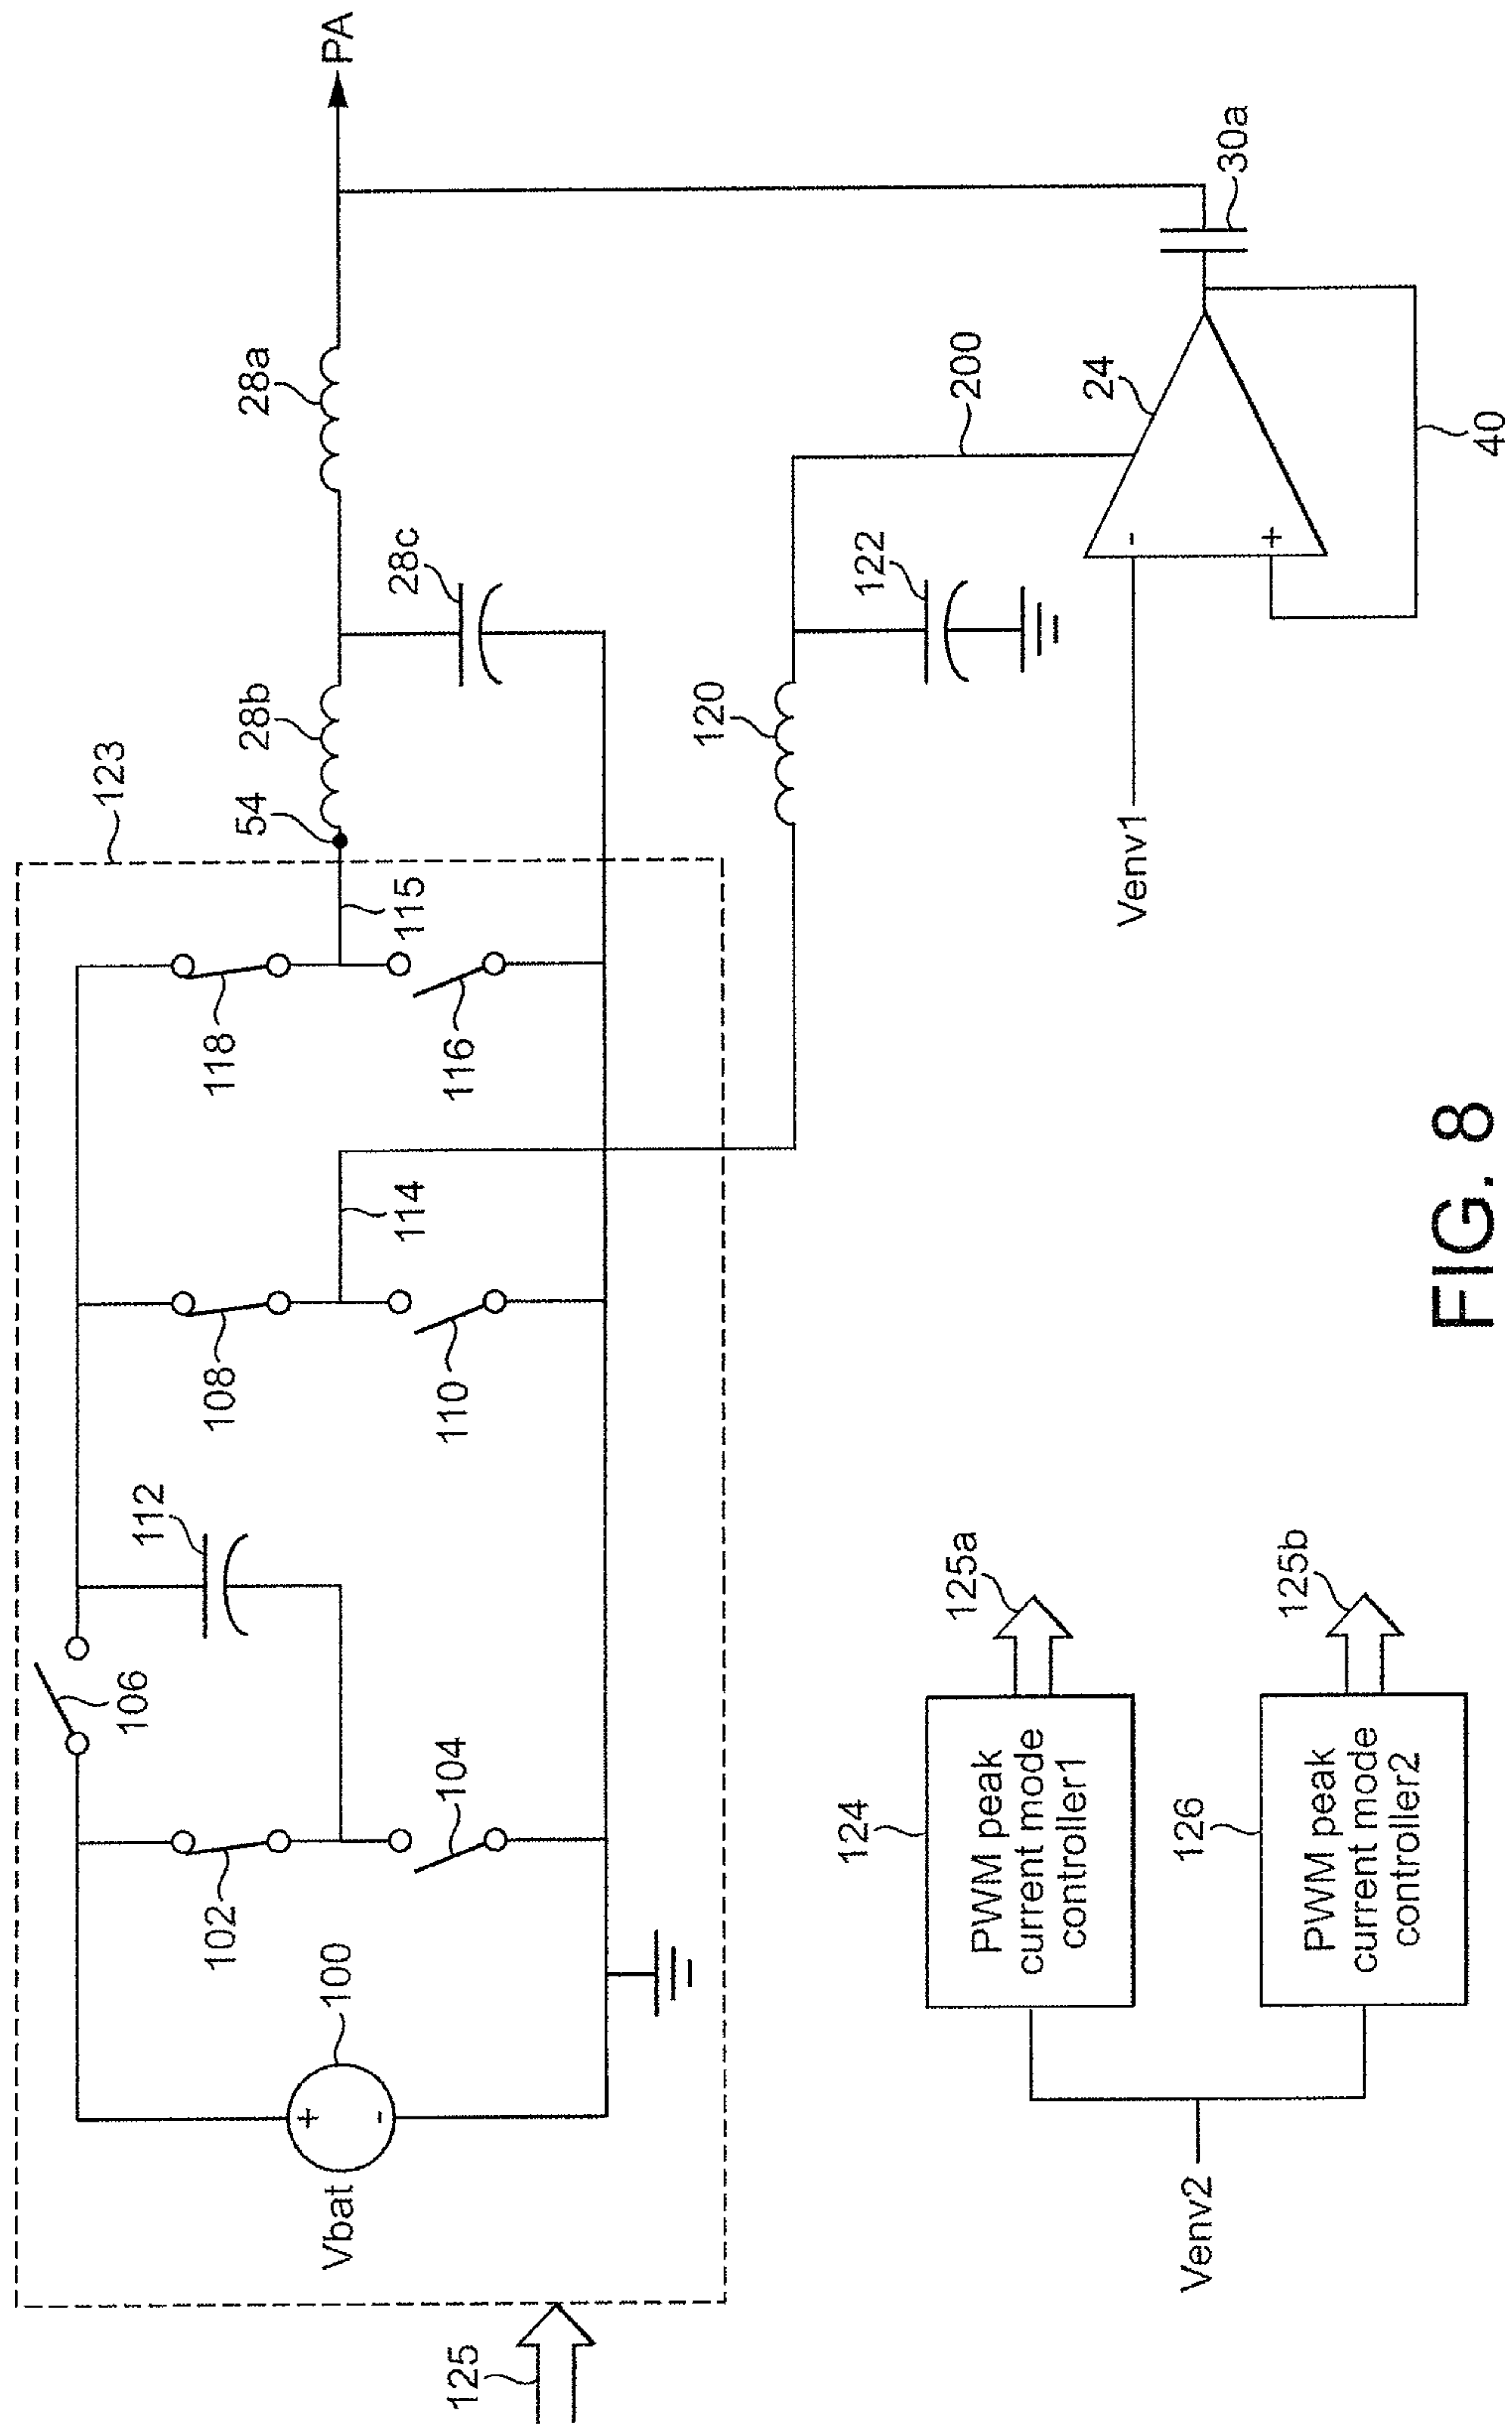 123
106
112
102
104
108
110
114
118
116
115
54
28b
28a
28c
PA
100
+
-
Vbat
125
120
122
200
24
-
+
Venv1
30a
40
124
PWM peak
current mode
controller1
125a
126
PWM peak
current mode
controller2
125b
Venv2
FIG. 8